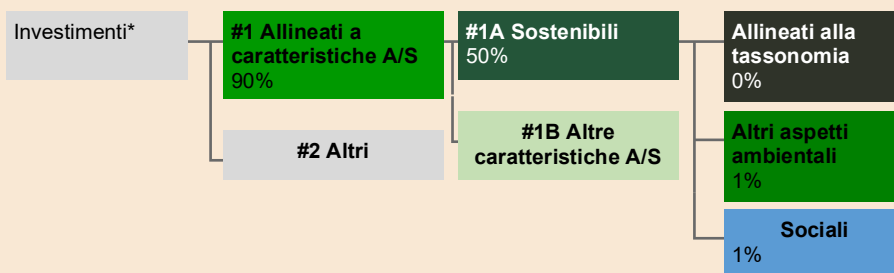 Investimenti*
#1 Allineati a
caratteristiche A/S
90%
#2 Altri
#1A Sostenibili
50%
#1B Altre
caratteristiche A/S
Allineati alla
tassonomia
0%
Altri aspetti
ambientali
1%
Sociali
1%